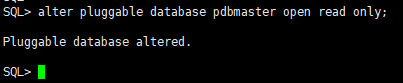 SQL> alter pluggable database pdbmaster open read only;
Pluggable database altered.
SQL>